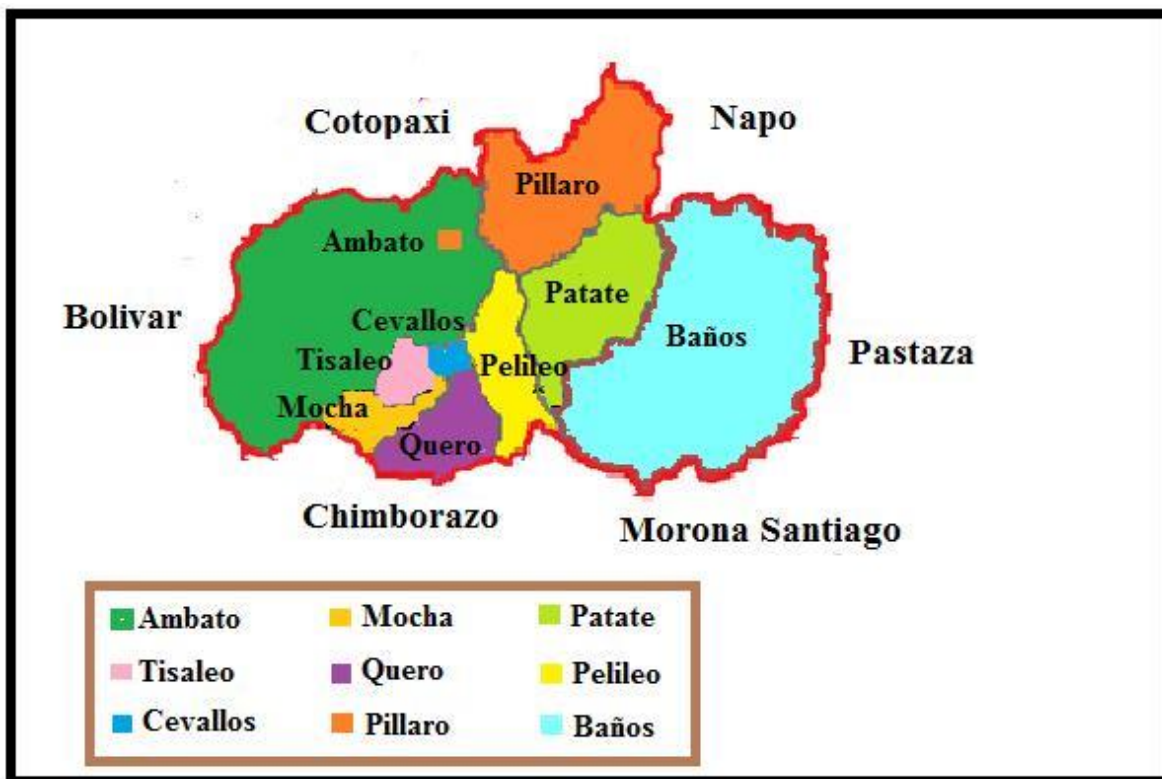 Cotopaxi
Napo
Pillaro
Ambato
Patate
Bolivar
Cevallos
Baños
Tisaleo
Pelileo
Pastaza
Mocha
Quero
Chimborazo
Morona Santiago
Ambato
Mocha
Patate
Tisaleo
Quero
Pelileo
Cevallos
Pillaro
Baños